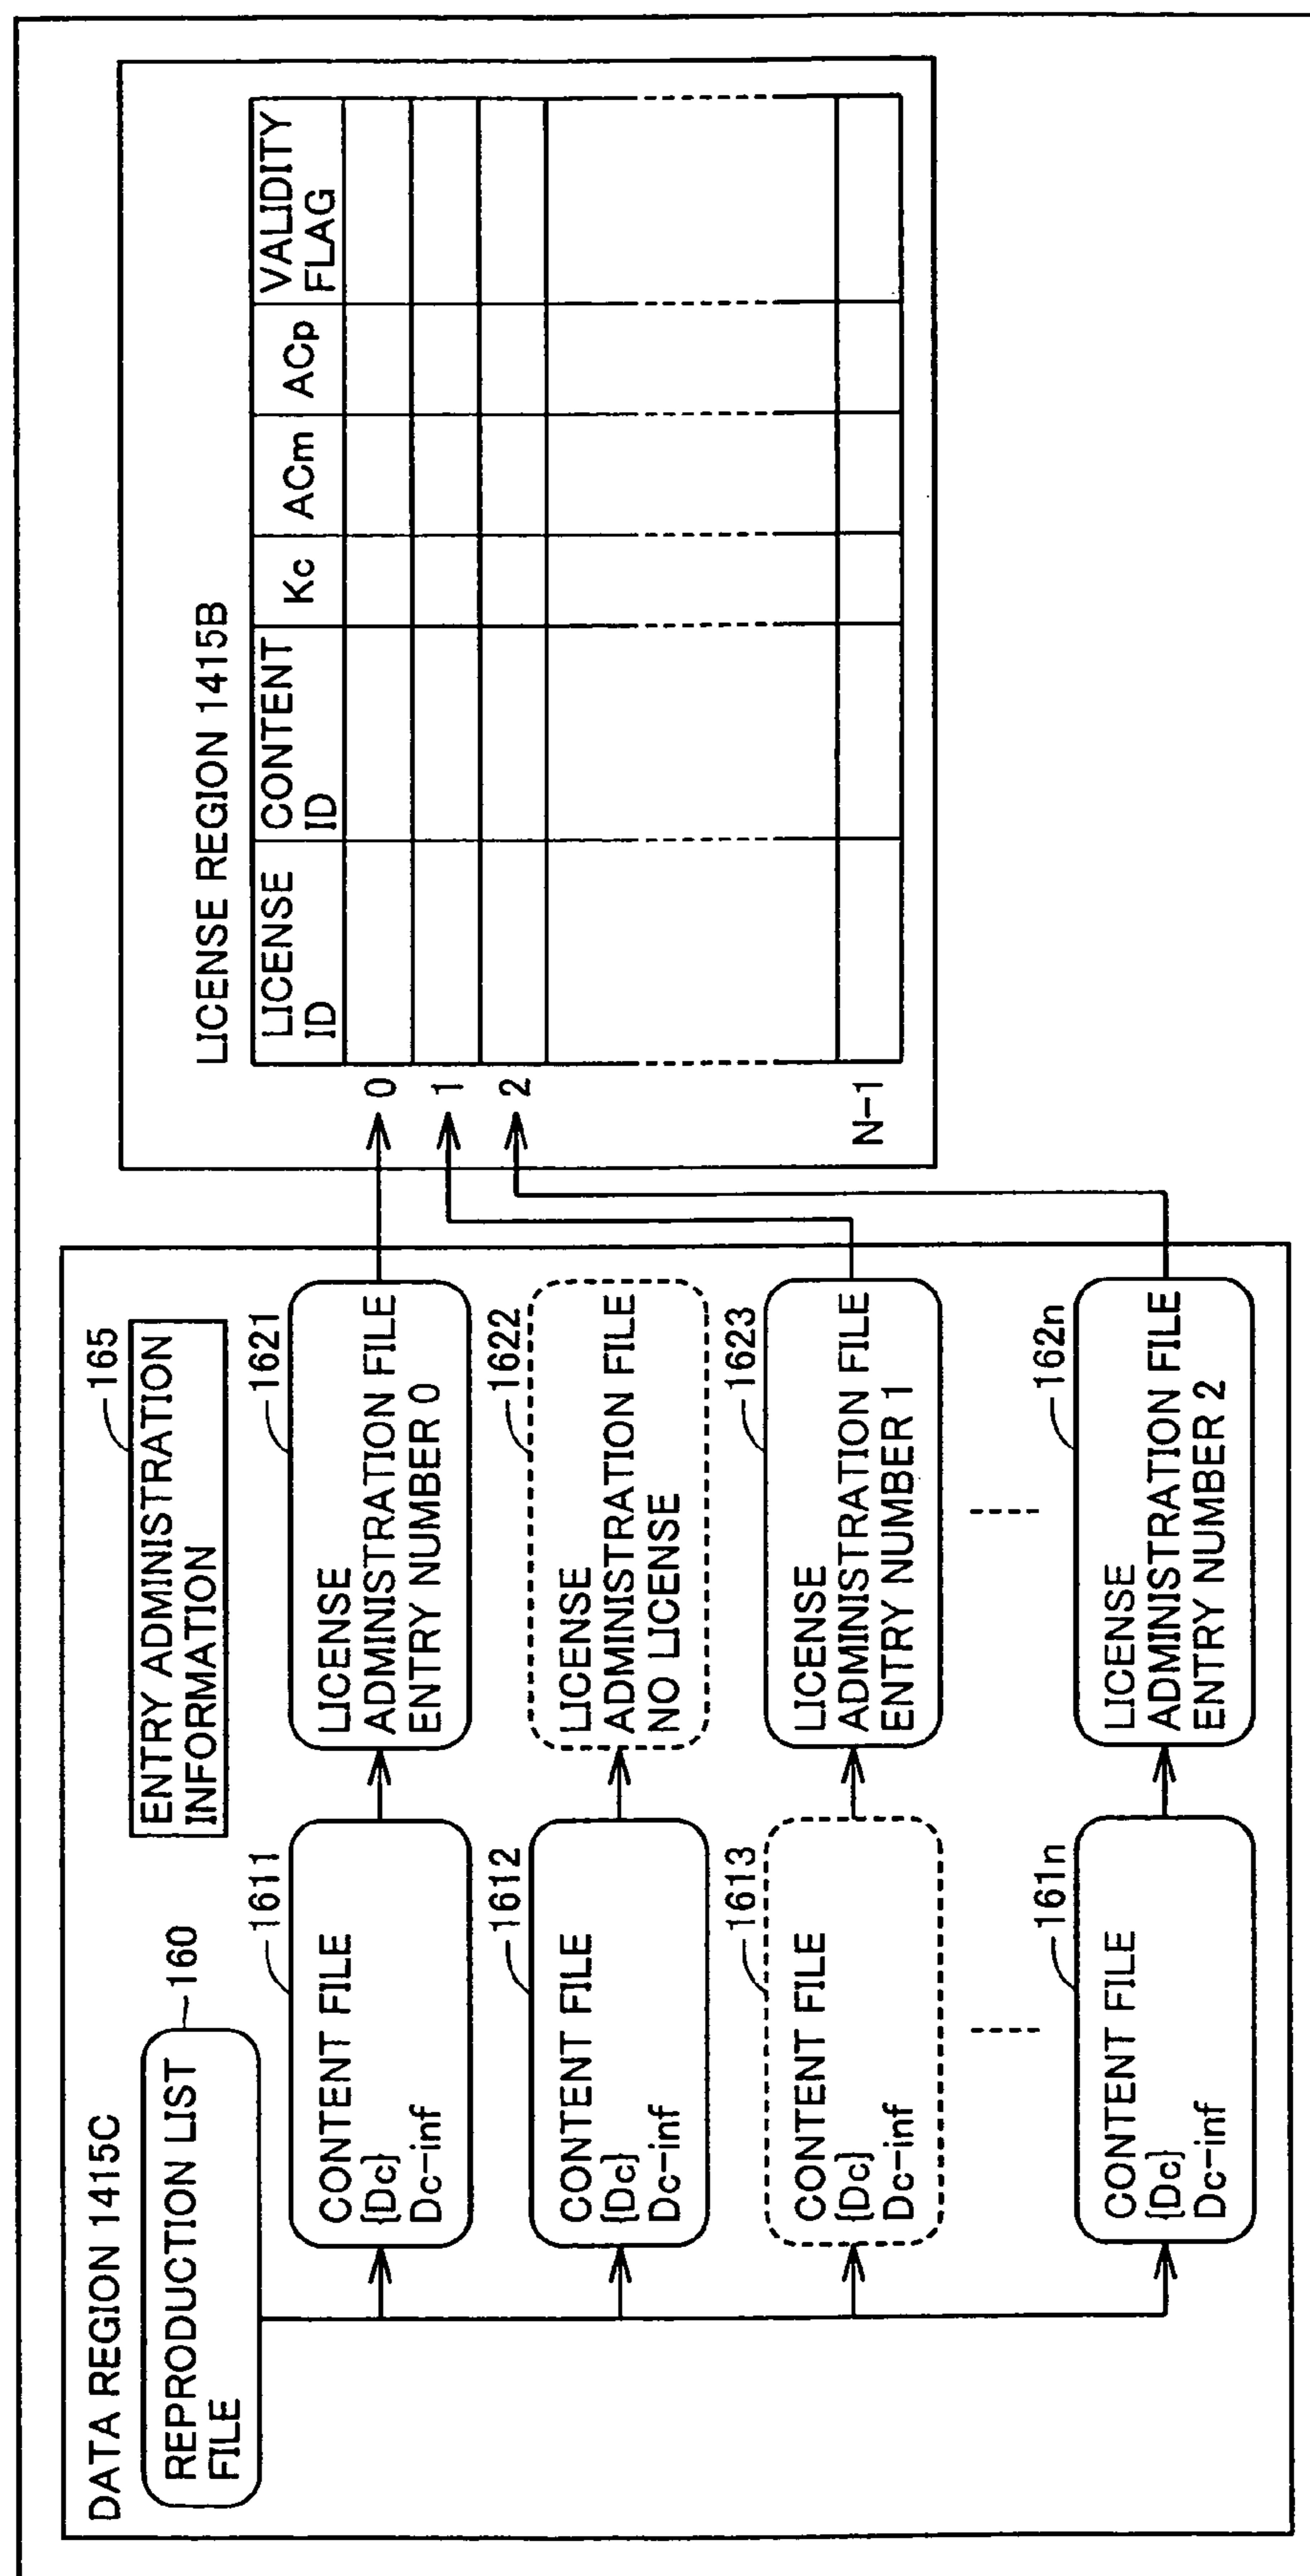 DATA REGION 1415C
REPRODUCTION LIST
FILE
160
ENTRY ADMINISTRATION
INFORMATION
165
CONTENT FILE
{Dc}
Dc-inf
1611
LICENSE
ADMINISTRATION FILE
ENTRY NUMBER 0
1621
CONTENT FILE
{Dc}
Dc-inf
1612
LICENSE
ADMINISTRATION FILE
NO LICENSE
1622
CONTENT FILE
{Dc}
Dc-inf
1613
LICENSE
ADMINISTRATION FILE
ENTRY NUMBER 1
1623
CONTENT FILE
{Dc}
Dc-inf
161n
LICENSE
ADMINISTRATION FILE
ENTRY NUMBER 2
162n
LICENSE REGION 1415B
LICENSE
ID
CONTENT
ID
Kc
ACm
ACp
VALIDITY
FLAG
0
1
2
N-1